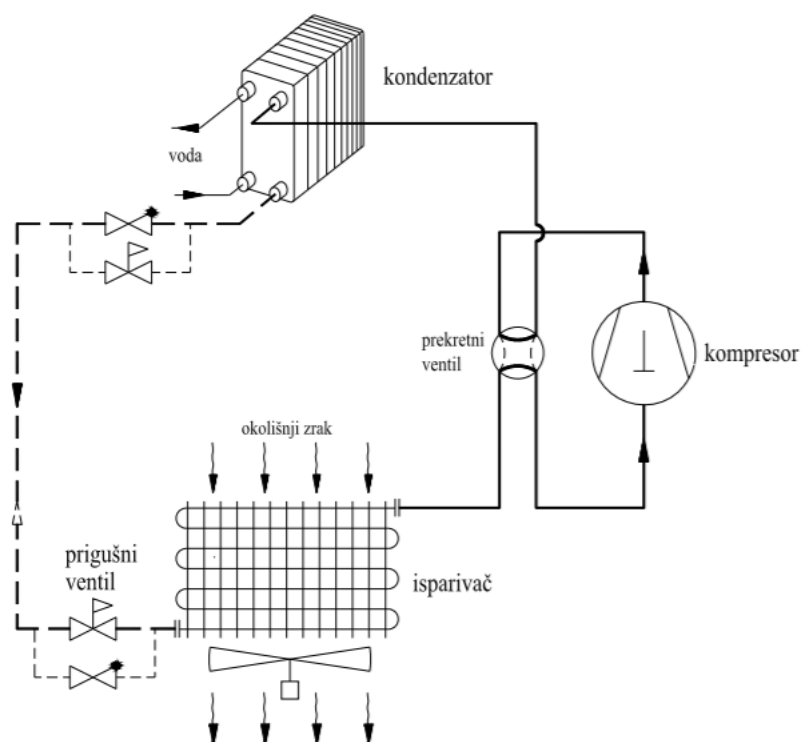 kondenzator
voda
prekretni
ventil
kompresor
okolišnji zrak
prigušni
ventil
isparivač